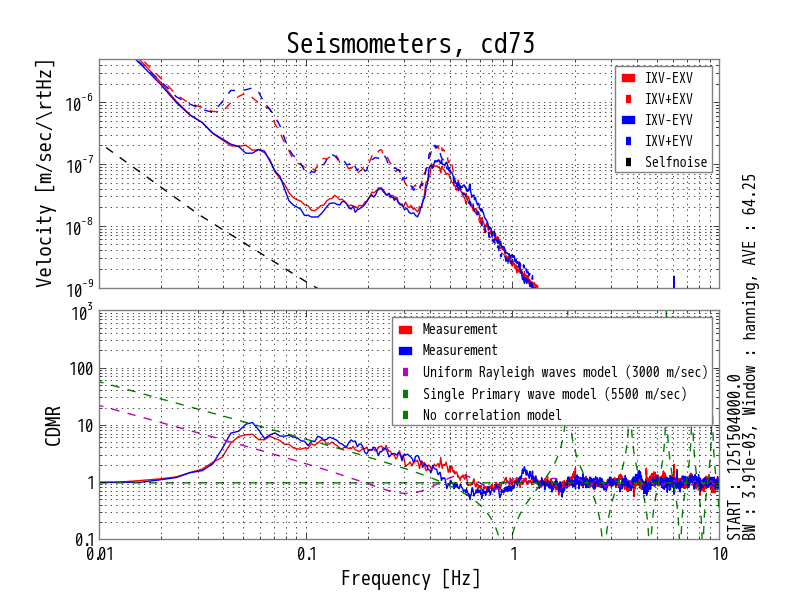 Seismometers, cd73
Velocity [m/sec/\rtHz]
10-6
10-7
10-8
10-9
IXV-EXV
IXV+EXV
IXV-EYV
IXV+EYV
Selfnoise
CDMR
103
100
10
1
0.1
Measurement
Measurement
Uniform Rayleigh waves model (3000 m/sec)
Single Primary wave model (5500 m/sec)
No correlation model
0.01
0.1
1
10
Frequency [Hz]
START : 1251504000.0
BW : 3.91e-03, Window : hanning, AVE : 64.25